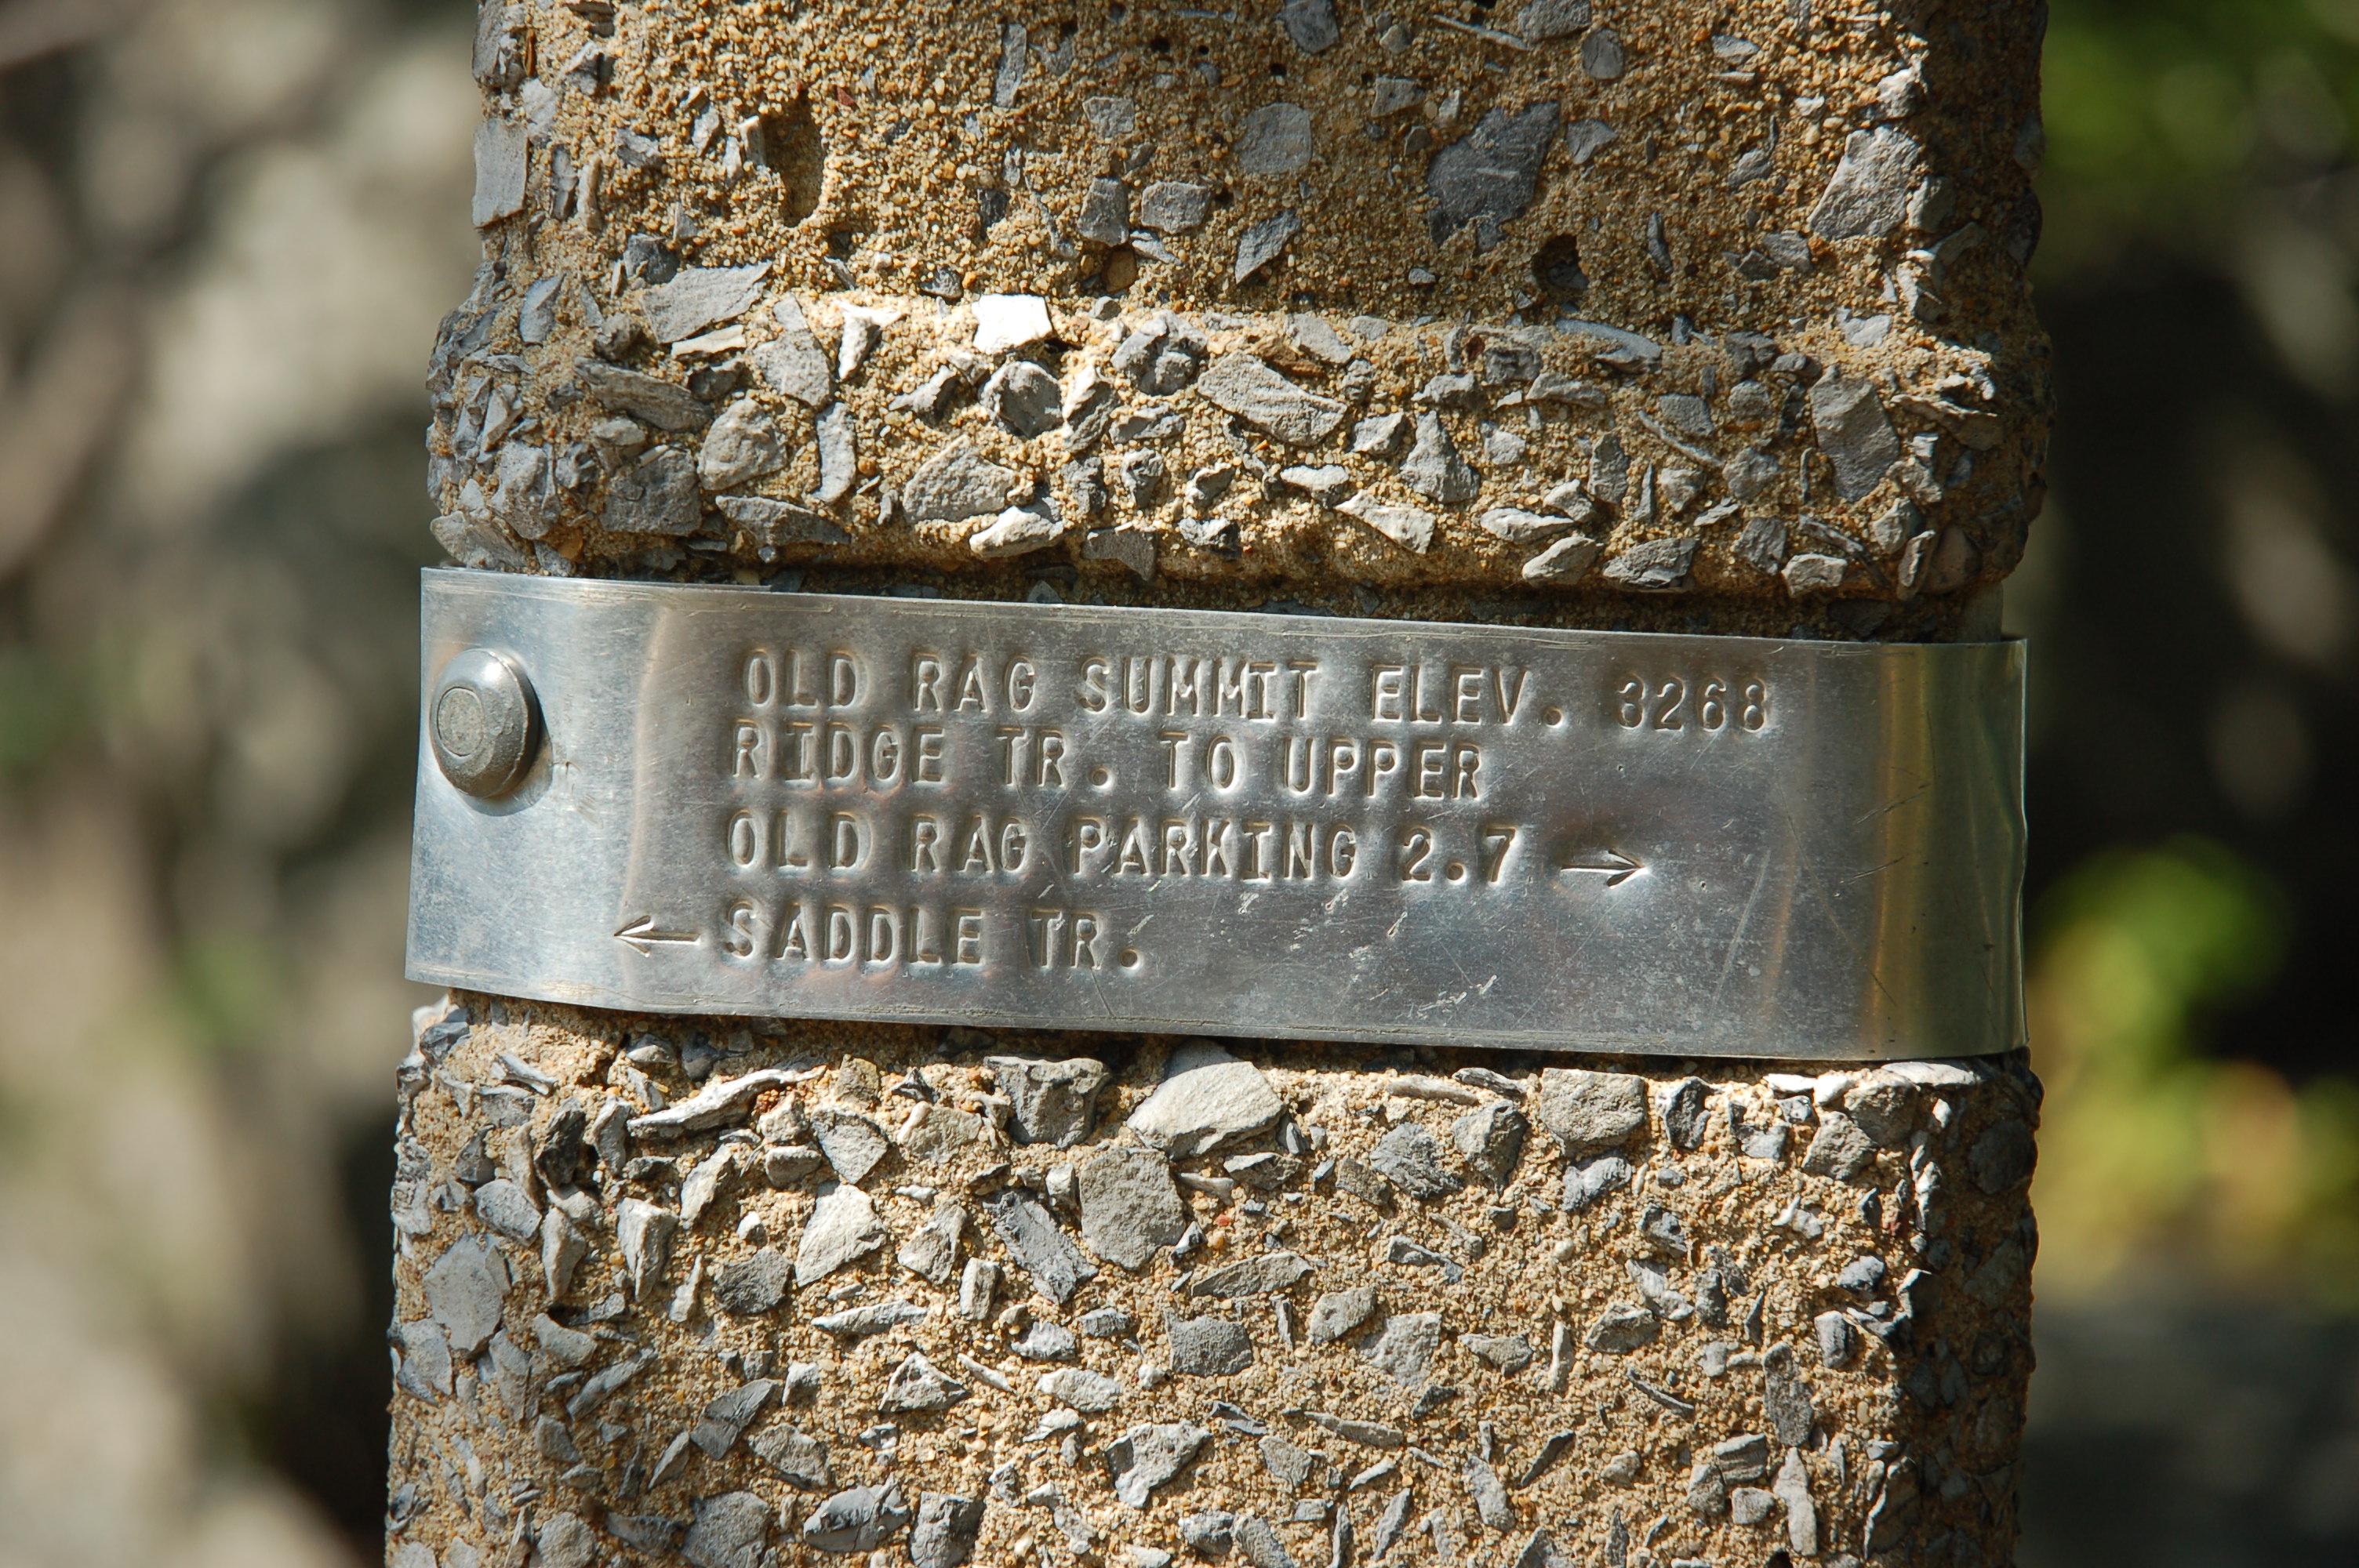 OLD RAG SUMMIT ELEV. 3268
RIDGE TR. TO UPPER
OLD RAG PARKING 2.7 →
← SADDLE TR.